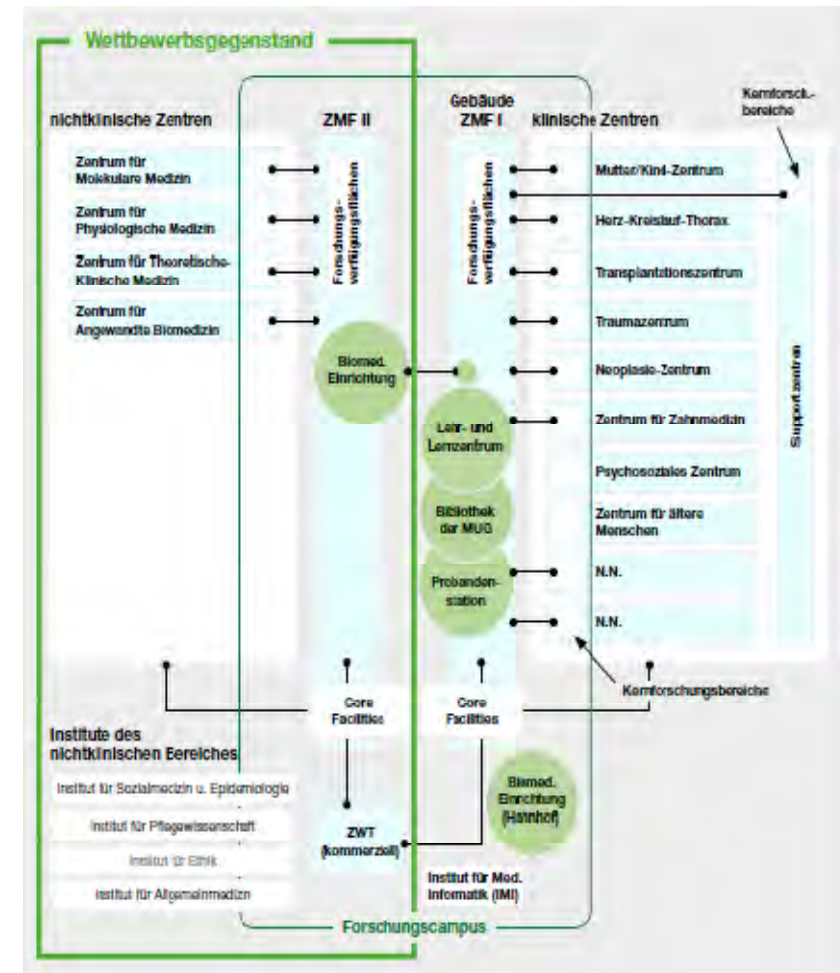 Wettbewerbsgegenstand
nichtklinische Zentren
Zentrum für
Molekulare Medizin
Zentrum für
Physiologische Medizin
Zentrum für Theoretische-
Klinische Medizin
Zentrum für
Angewandte Biomedizin
ZMF II
Forschungs-
verfügungsflächen
Biomed.
Einrichtung
Gebäude
ZMF I
Forschungs-
verfügungsflächen
Lehr- und
Lernzentrum
Bibliothek
der MUG
Probanden-
station
klinische Zentren
Mutter/Kind-Zentrum
Herz-Kreislauf-Thorax
Transplantationszentrum
Traumazentrum
Neoplasie-Zentrum
Zentrum für Zahnmedizin
Psychosoziales Zentrum
Zentrum für ältere
Menschen
N.N.
N.N.
Kernforsch.-
bereiche
Supportzentren
Kernforschungsbereiche
Core
Facilities
Core
Facilities
Institute des
nichtklinischen Bereiches
Institut für Sozialmedizin u. Epidemiologie
Institut für Pflegewissenschaft
Institut für Ethik
Institut für Allgemeinmedizin
ZWT
(kommerziell)
Biomed.
Einrichtung
(Hahnhof)
Institut für Med.
Informatik (IMI)
Forschungscampus